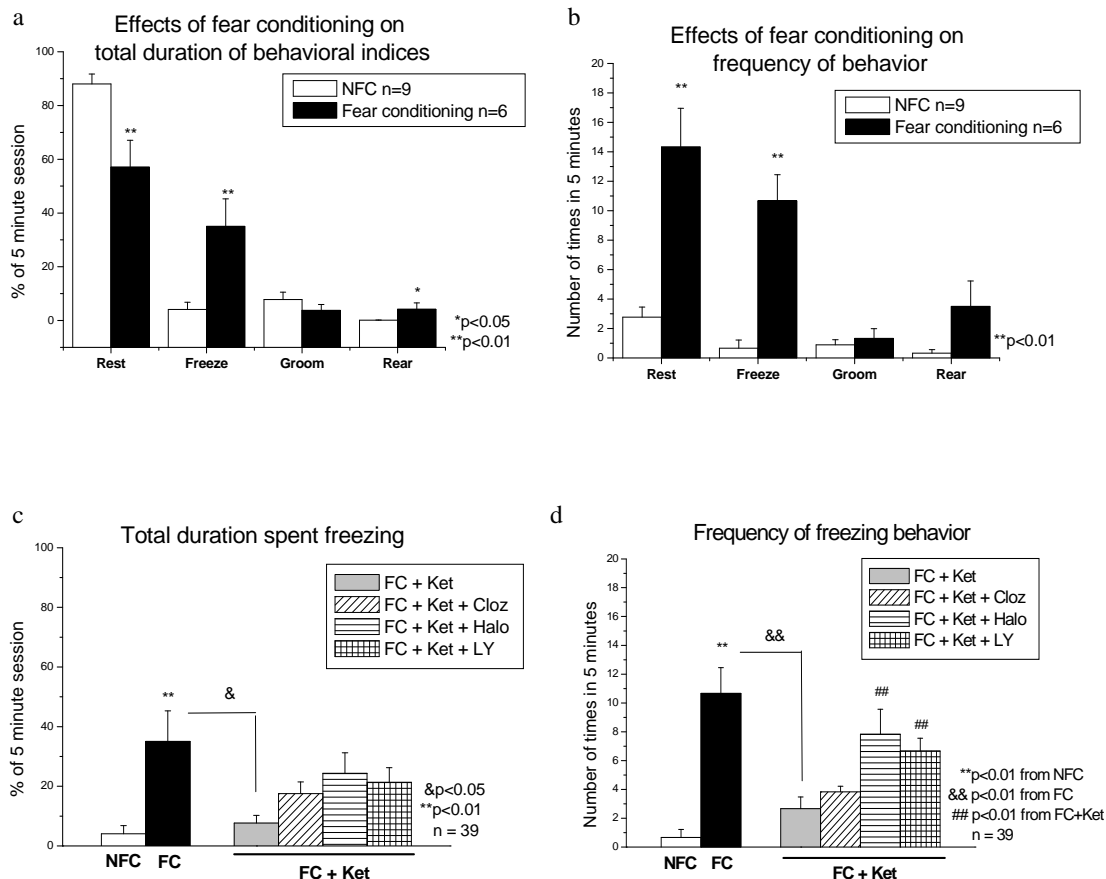 a
Effects of fear conditioning on
total duration of behavioral indices
NFC n=9
Fear conditioning n=6
% of 5 minute session
100
80
60
40
20
0
**
**
*
*p<0.05
**p<0.01
Rest Freeze Groom Rear
b
Effects of fear conditioning on
frequency of behavior
NFC n=9
Fear conditioning n=6
Number of times in 5 minutes
20
18
16
14
12
10
8
6
4
2
0
**
**
**p<0.01
Rest Freeze Groom Rear
c
Total duration spent freezing
FC + Ket
FC + Ket + Cloz
FC + Ket + Halo
FC + Ket + LY
% of 5 minute session
100
80
60
40
20
0
**
&
&p<0.05
**p<0.01
n = 39
NFC FC
FC + Ket
d
Frequency of freezing behavior
FC + Ket
FC + Ket + Cloz
FC + Ket + Halo
FC + Ket + LY
Number of times in 5 minutes
20
18
16
14
12
10
8
6
4
2
0
**
&&
##
##
**p<0.01 from NFC
&& p<0.01 from FC
## p<0.01 from FC+Ket
n = 39
NFC FC
FC + Ket